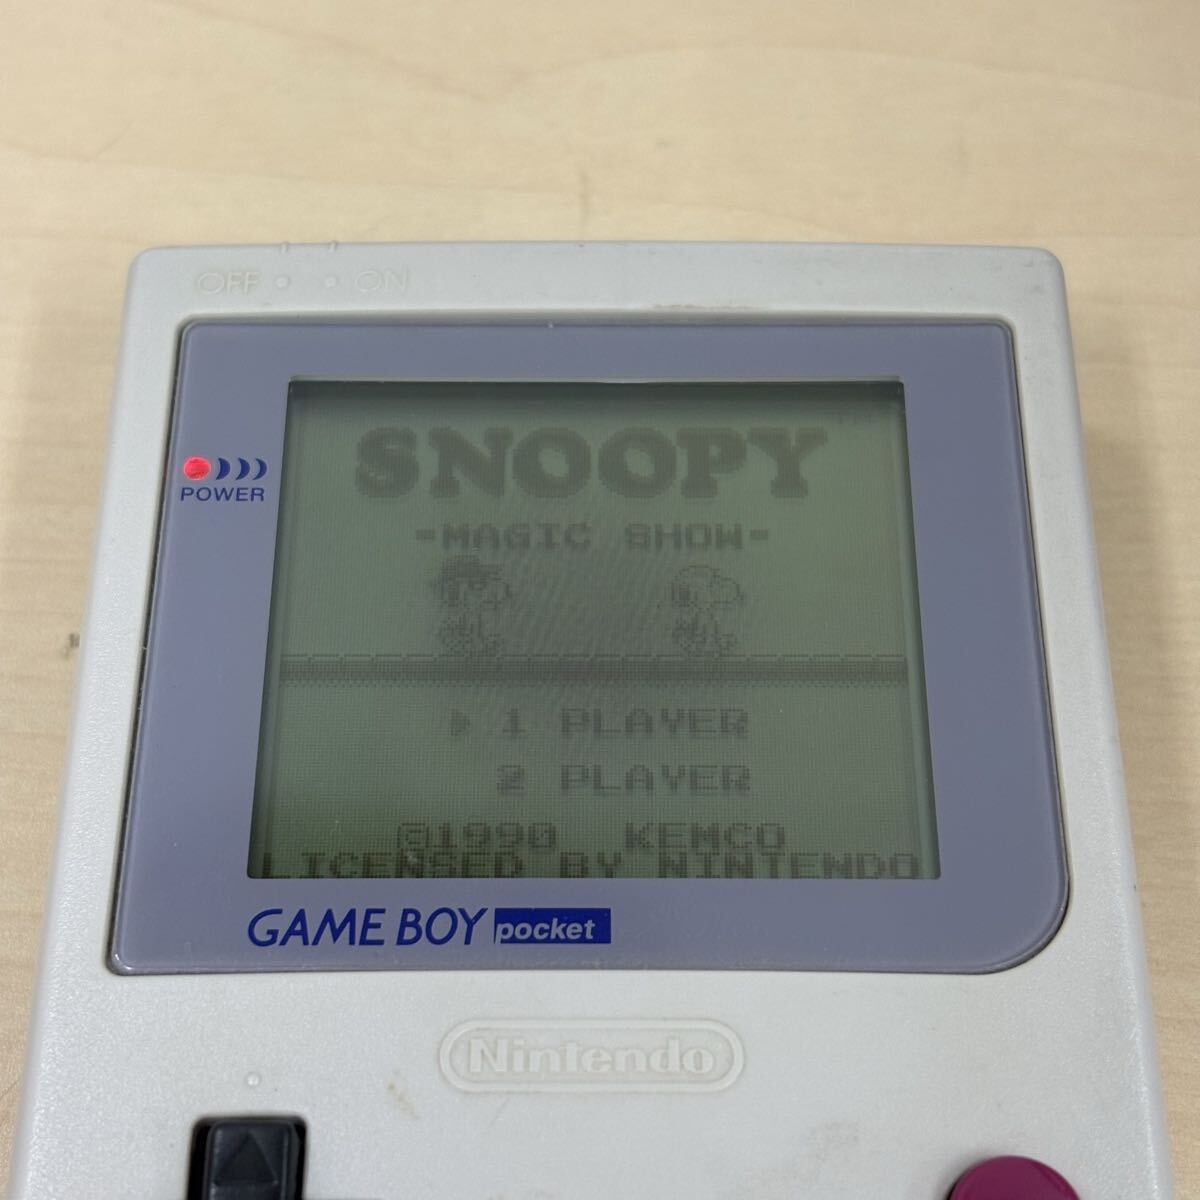 OFF ON
SNOOPY
-MAGIC SHOW-
POWER
1 PLAYER
2 PLAYER
©1990 KEMCO
LICENSED BY NINTENDO
GAME BOY pocket
Nintendo